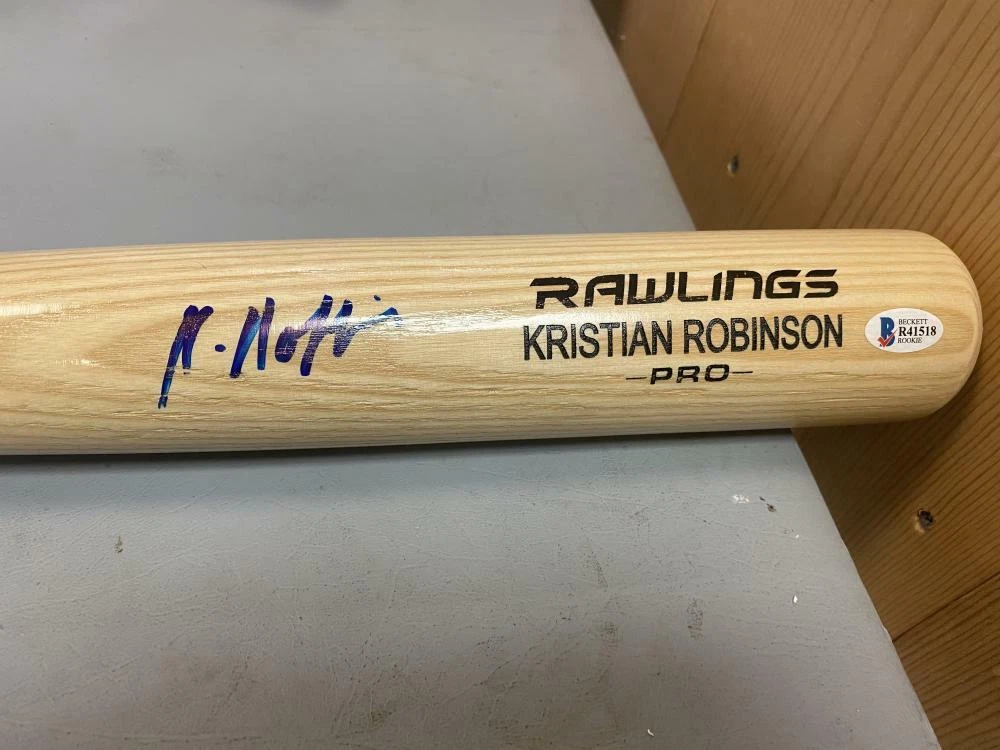 RAWLINGS
KRISTIAN ROBINSON
-PRO-
B
BECKETT
R41518
ROOKIE